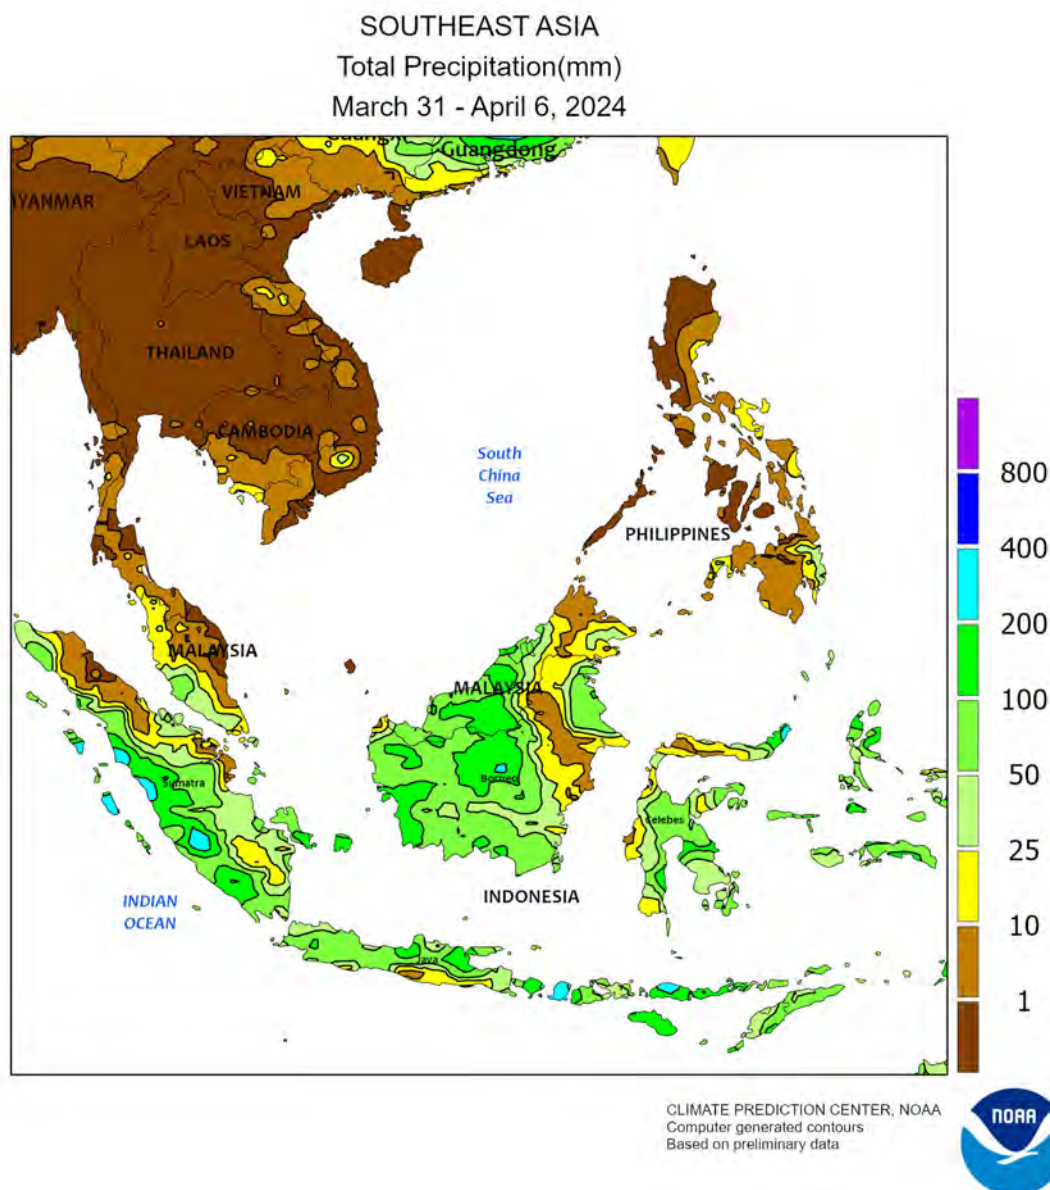 SOUTHEAST ASIA
Total Precipitation(mm)
March 31 - April 6, 2024
Guangdong
VIETNAM
YANMAR
LAOS
THAILAND
CAMBODIA
South
China
Sea
PHILIPPINES
MALAYSIA
MALAYSIA
Sumatra
Borneo
Celebes
INDONESIA
INDIAN
OCEAN
Java
800
400
200
100
50
25
10
1
CLIMATE PREDICTION CENTER, NOAA
Computer generated contours
Based on preliminary data
NOAA